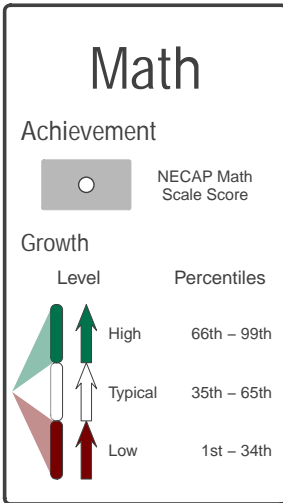 Math
Achievement
NECAP Math
Scale Score
Growth
Level Percentiles
High 66th – 99th
Typical 35th – 65th
Low 1st – 34th